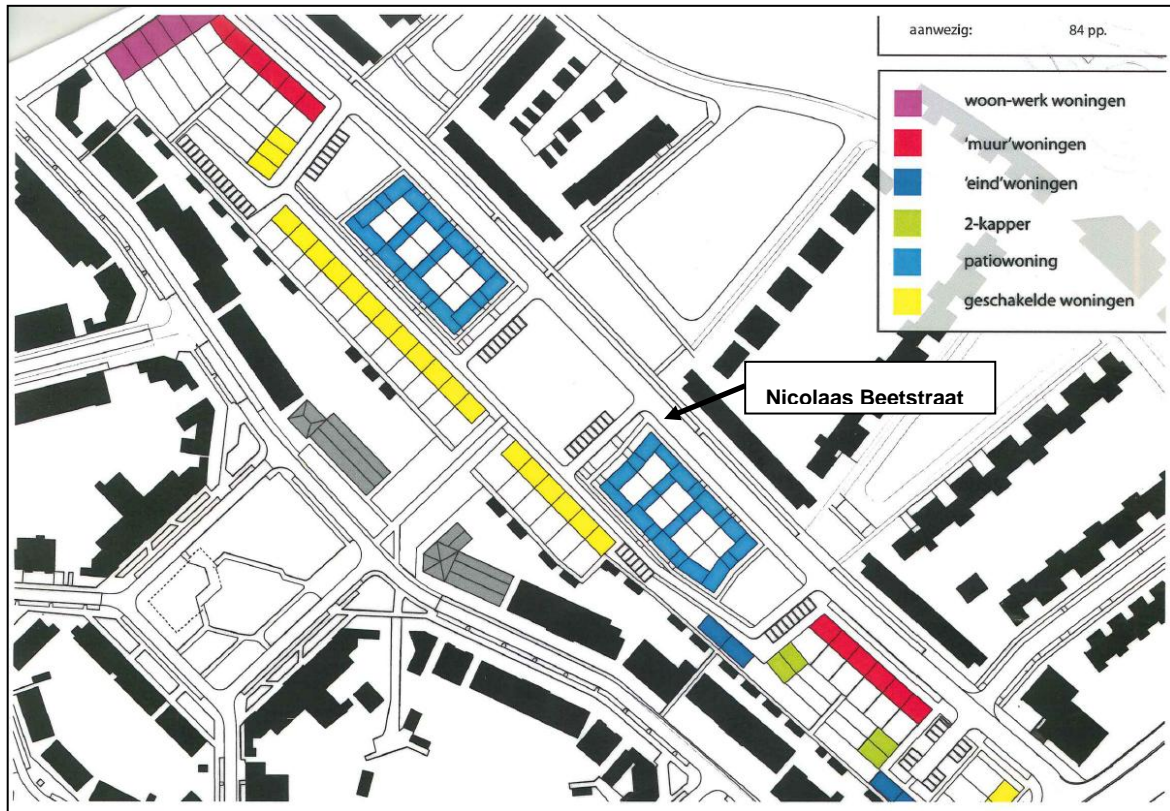 aanwezig: 84 pp.
woon-werk woningen
'muur'woningen
'eind'woningen
2-kapper
patiowoning
geschakelde woningen
Nicolaas Beetstraat